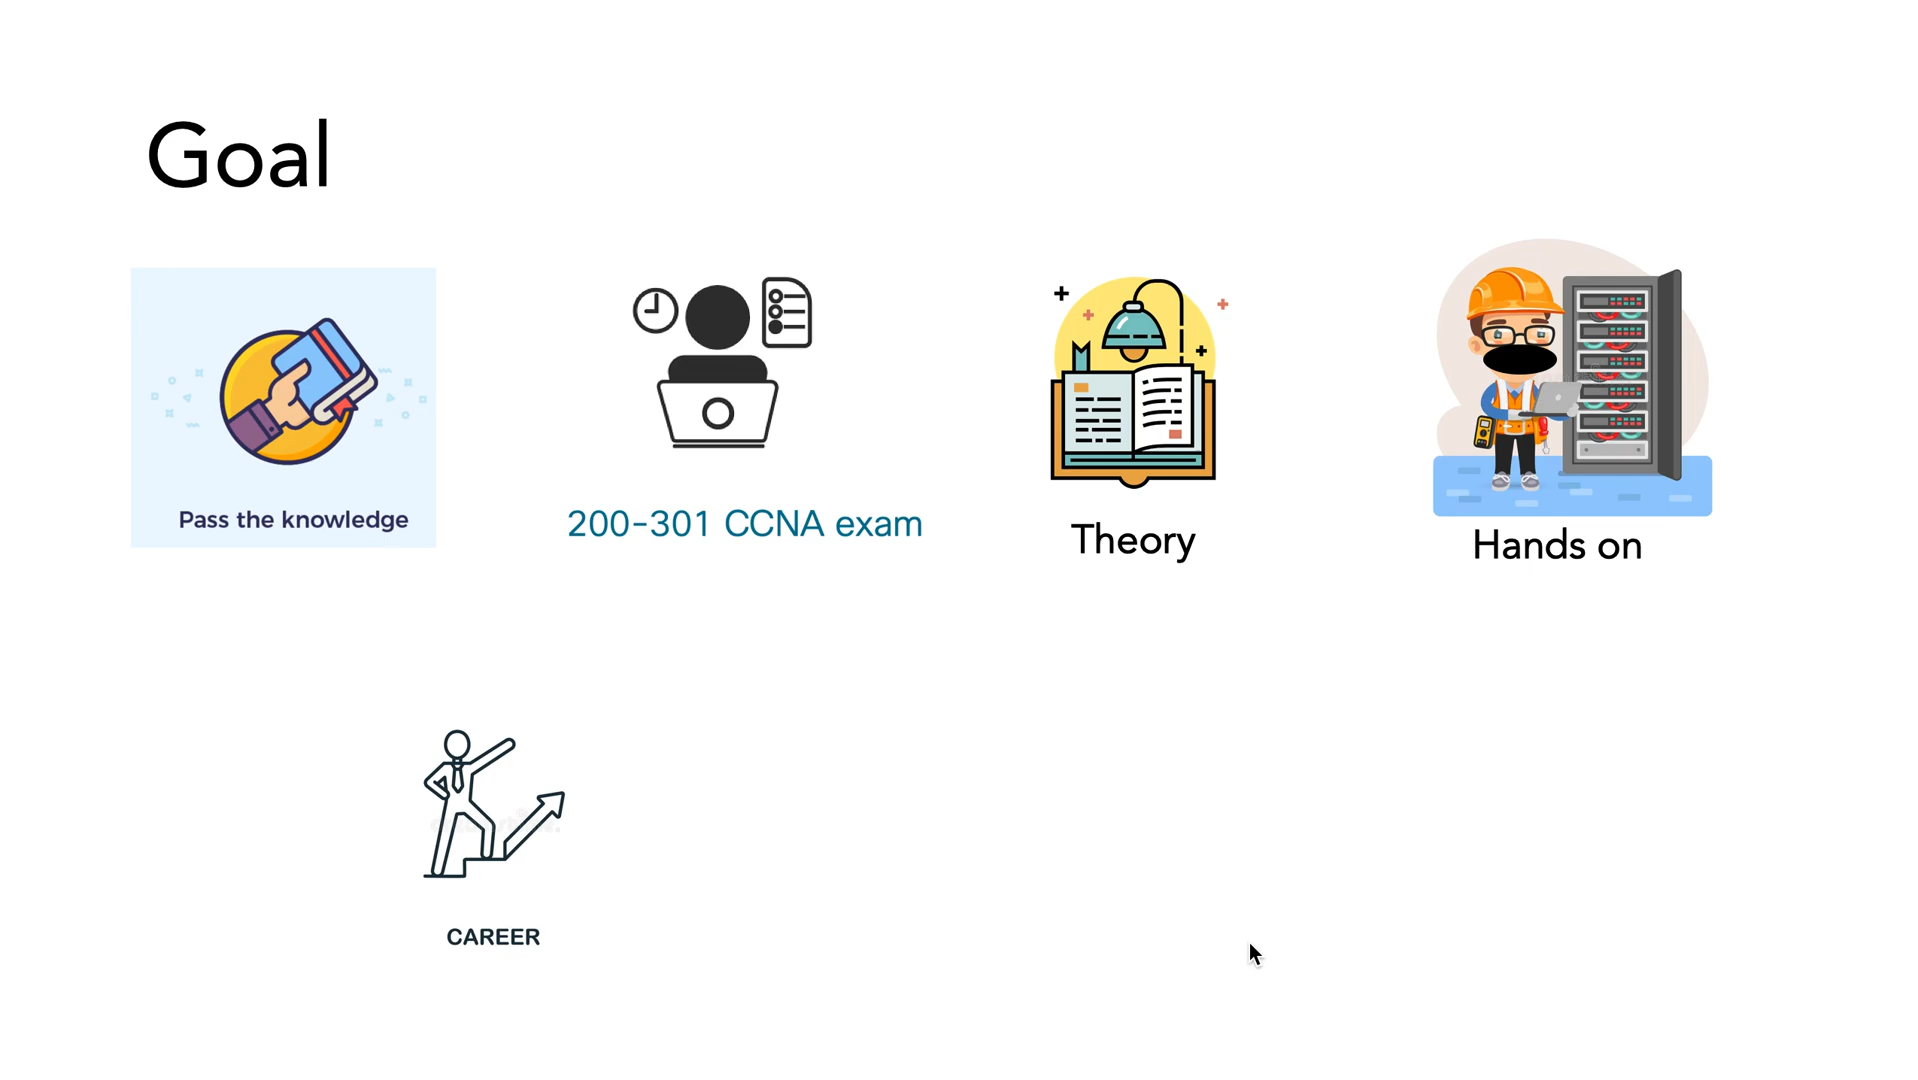 Goal
Pass the knowledge
200-301 CCNA exam
Theory
Hands on
CAREER